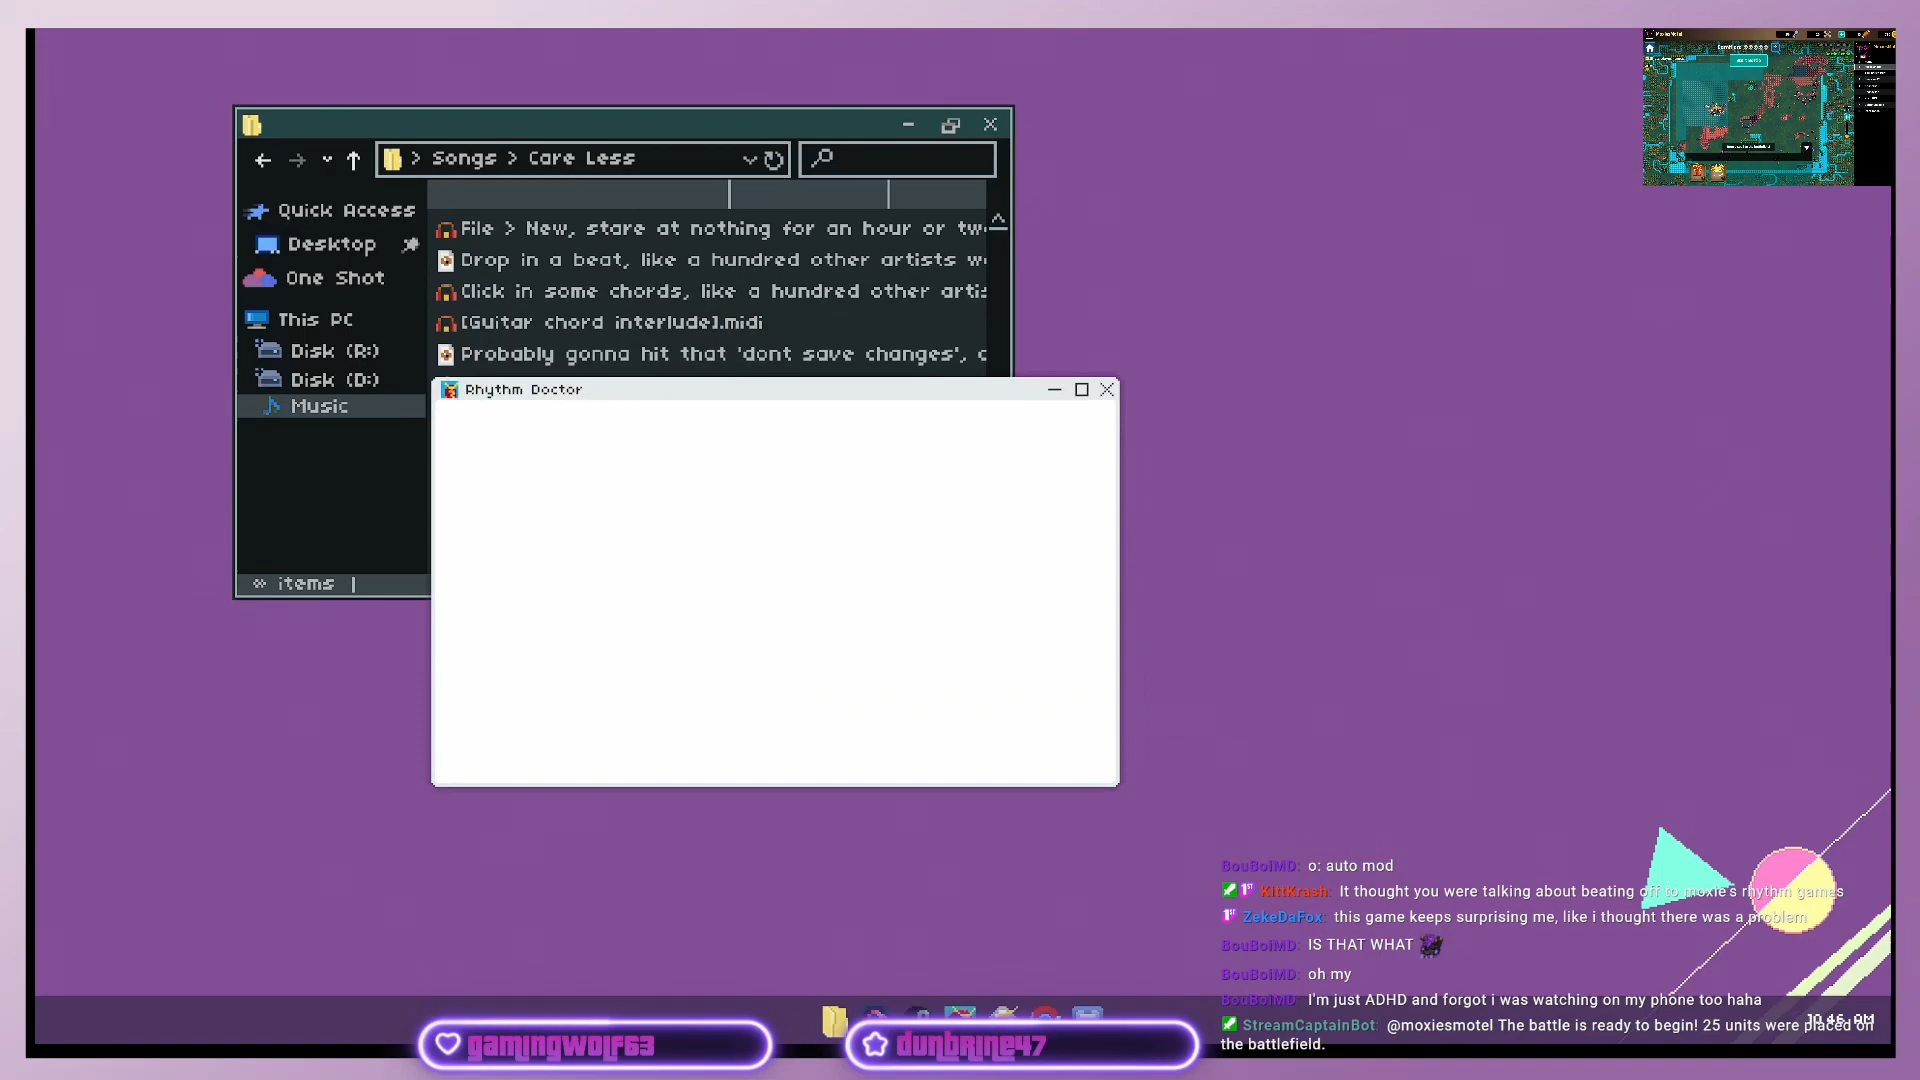 Songs > Care Less
Quick Access
Desktop
One Shot
This PC
Disk (R:)
Disk (D:)
Music
∞ items |
File > New, stare at nothing for an hour or tw
Drop in a beat, like a hundred other artists w
Click in some chords, like a hundred other artis
[Guitar chord interlude].midi
Probably gonna hit that 'dont save changes', c
Rhythm Doctor
BouBoiMD: o: auto mod
KittKrash: It thought you were talking about beating off to moxie's rhythm games
ZekeDaFox: this game keeps surprising me, like i thought there was a problem
BouBoiMD: IS THAT WHAT
BouBoiMD: oh my
BouBoiMD: I'm just ADHD and forgot i was watching on my phone too haha
StreamCaptainBot: @moxiesmotel The battle is ready to begin! 25 units were placed on
the battlefield.
10:46 AM
gamingwolf63
dunbrine47